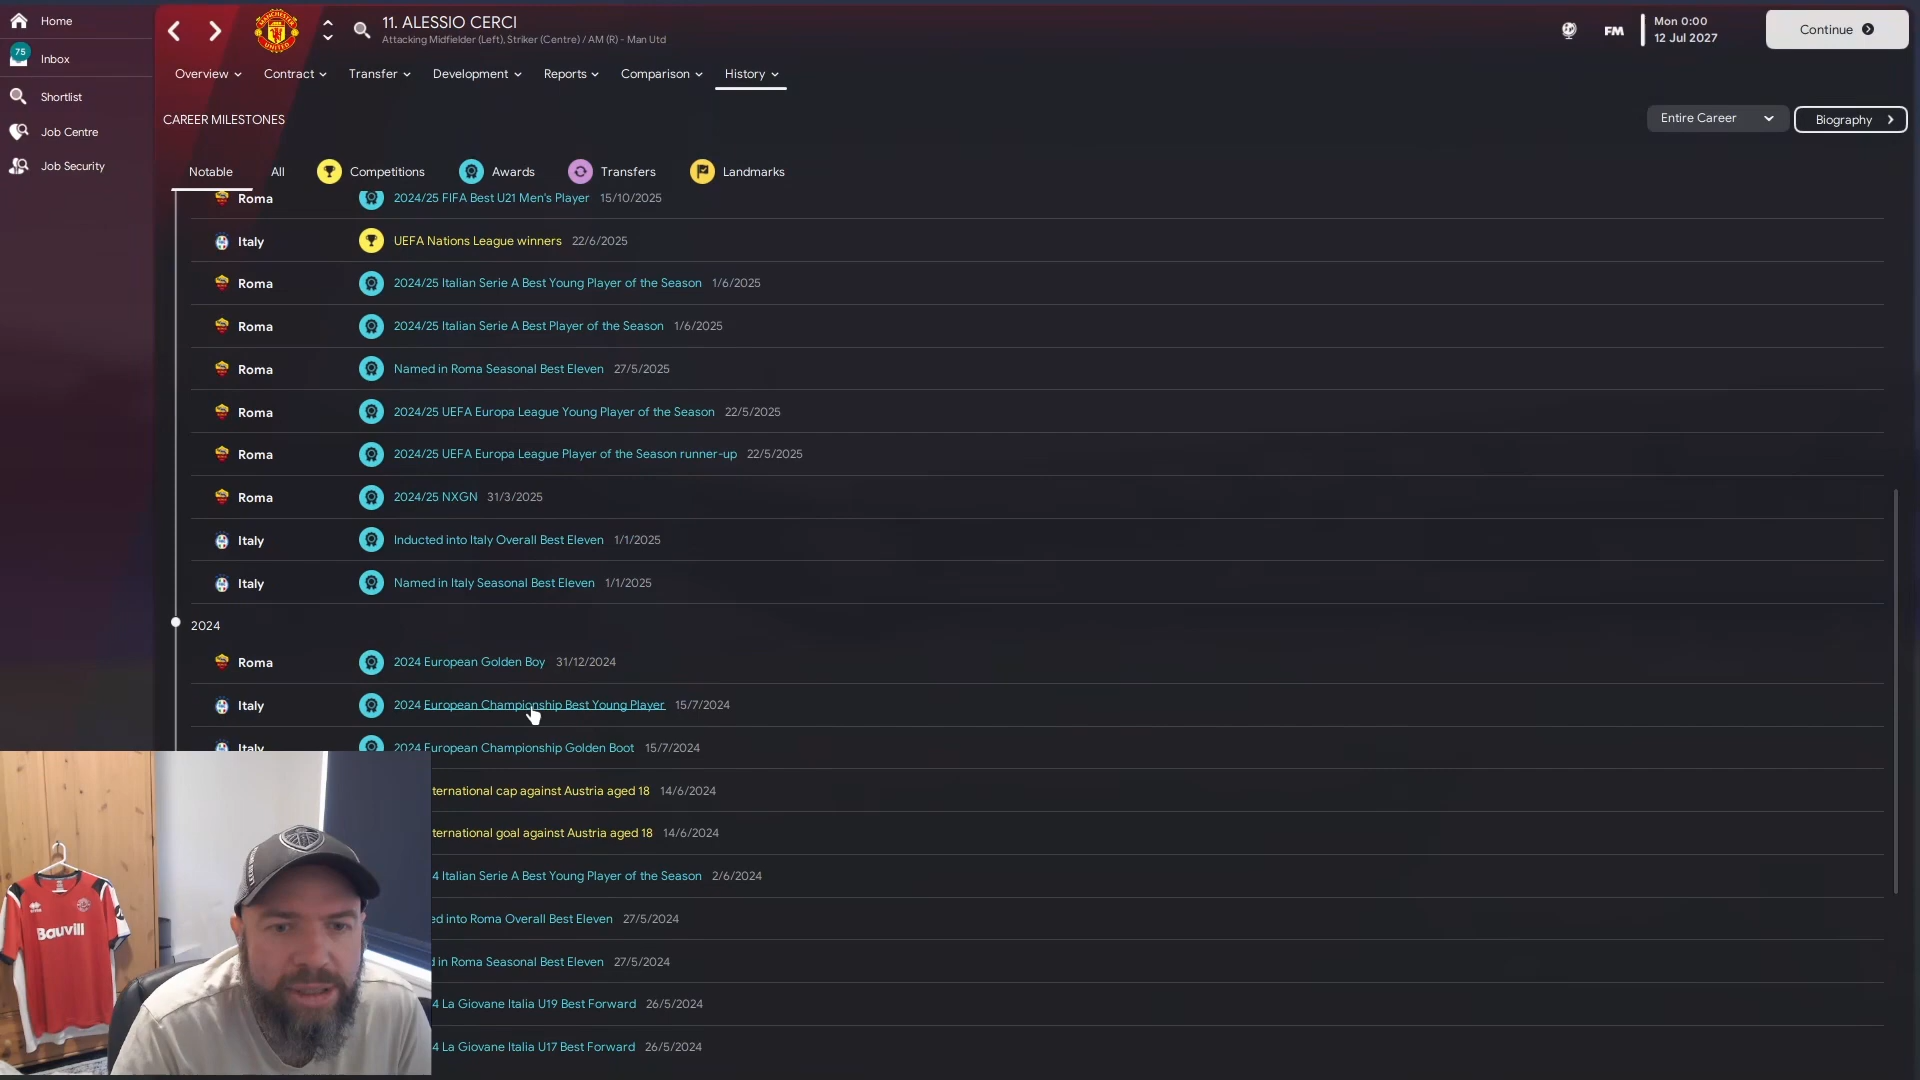 Home
11. ALESSIO CERCI
Attacking Midfielder (Left), Striker (Centre) / AM (R) - Man Utd
FM
Mon 0:00
12 Jul 2027
Continue
75
Inbox
Overview
Contract
Transfer
Development
Reports
Comparison
History
Shortlist
Job Centre
Job Security
CAREER MILESTONES
Entire Career
Biography
Notable
All
Competitions
Awards
Transfers
Landmarks
Roma 2024/25 FIFA Best U21 Men's Player 15/10/2025
Italy UEFA Nations League winners 22/6/2025
Roma 2024/25 Italian Serie A Best Young Player of the Season 1/6/2025
Roma 2024/25 Italian Serie A Best Player of the Season 1/6/2025
Roma Named in Roma Seasonal Best Eleven 27/5/2025
Roma 2024/25 UEFA Europa League Young Player of the Season 22/5/2025
Roma 2024/25 UEFA Europa League Player of the Season runner-up 22/5/2025
Roma 2024/25 NXGN 31/3/2025
Italy Inducted into Italy Overall Best Eleven 1/1/2025
Italy Named in Italy Seasonal Best Eleven 1/1/2025
2024
Roma 2024 European Golden Boy 31/12/2024
Italy 2024 European Championship Best Young Player 15/7/2024
Italy 2024 European Championship Golden Boot 15/7/2024
ternational cap against Austria aged 18 14/6/2024
ternational goal against Austria aged 18 14/6/2024
4 Italian Serie A Best Young Player of the Season 2/6/2024
ed into Roma Overall Best Eleven 27/5/2024
d in Roma Seasonal Best Eleven 27/5/2024
4 La Giovane Italia U19 Best Forward 26/5/2024
4 La Giovane Italia U17 Best Forward 26/5/2024
Bauvill